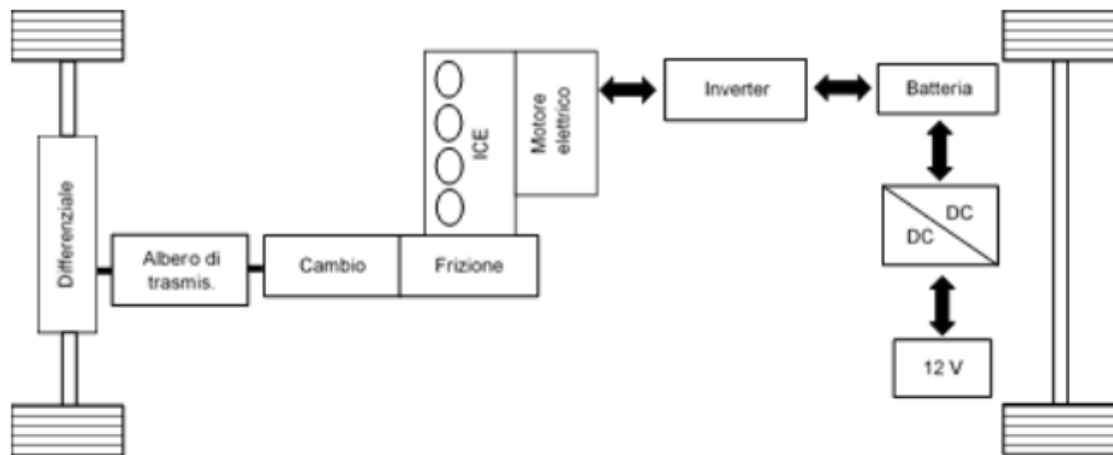 Differenziale
Albero di
trasmis.
Cambio
Frizione
ICE
Motore
elettrico
Inverter
Batteria
DC
DC
12 V